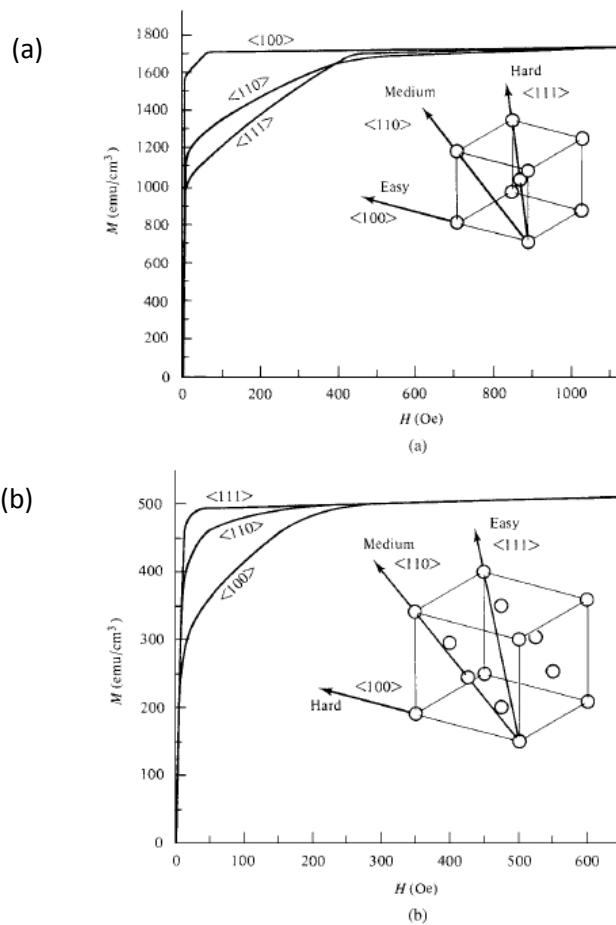 (a)
1800
1600
1400
1200
1000
800
600
400
200
0
M (emu/cm³)
<100>
<110>
<111>
Medium
<110>
Hard
<111>
Easy
<100>
0 200 400 600 800 1000
H (Oe)
(a)
(b)
500
400
300
200
100
0
M (emu/cm³)
<111>
<110>
<100>
Medium
<110>
Easy
<111>
<100>
Hard
0 100 200 300 400 500 600
H (Oe)
(b)